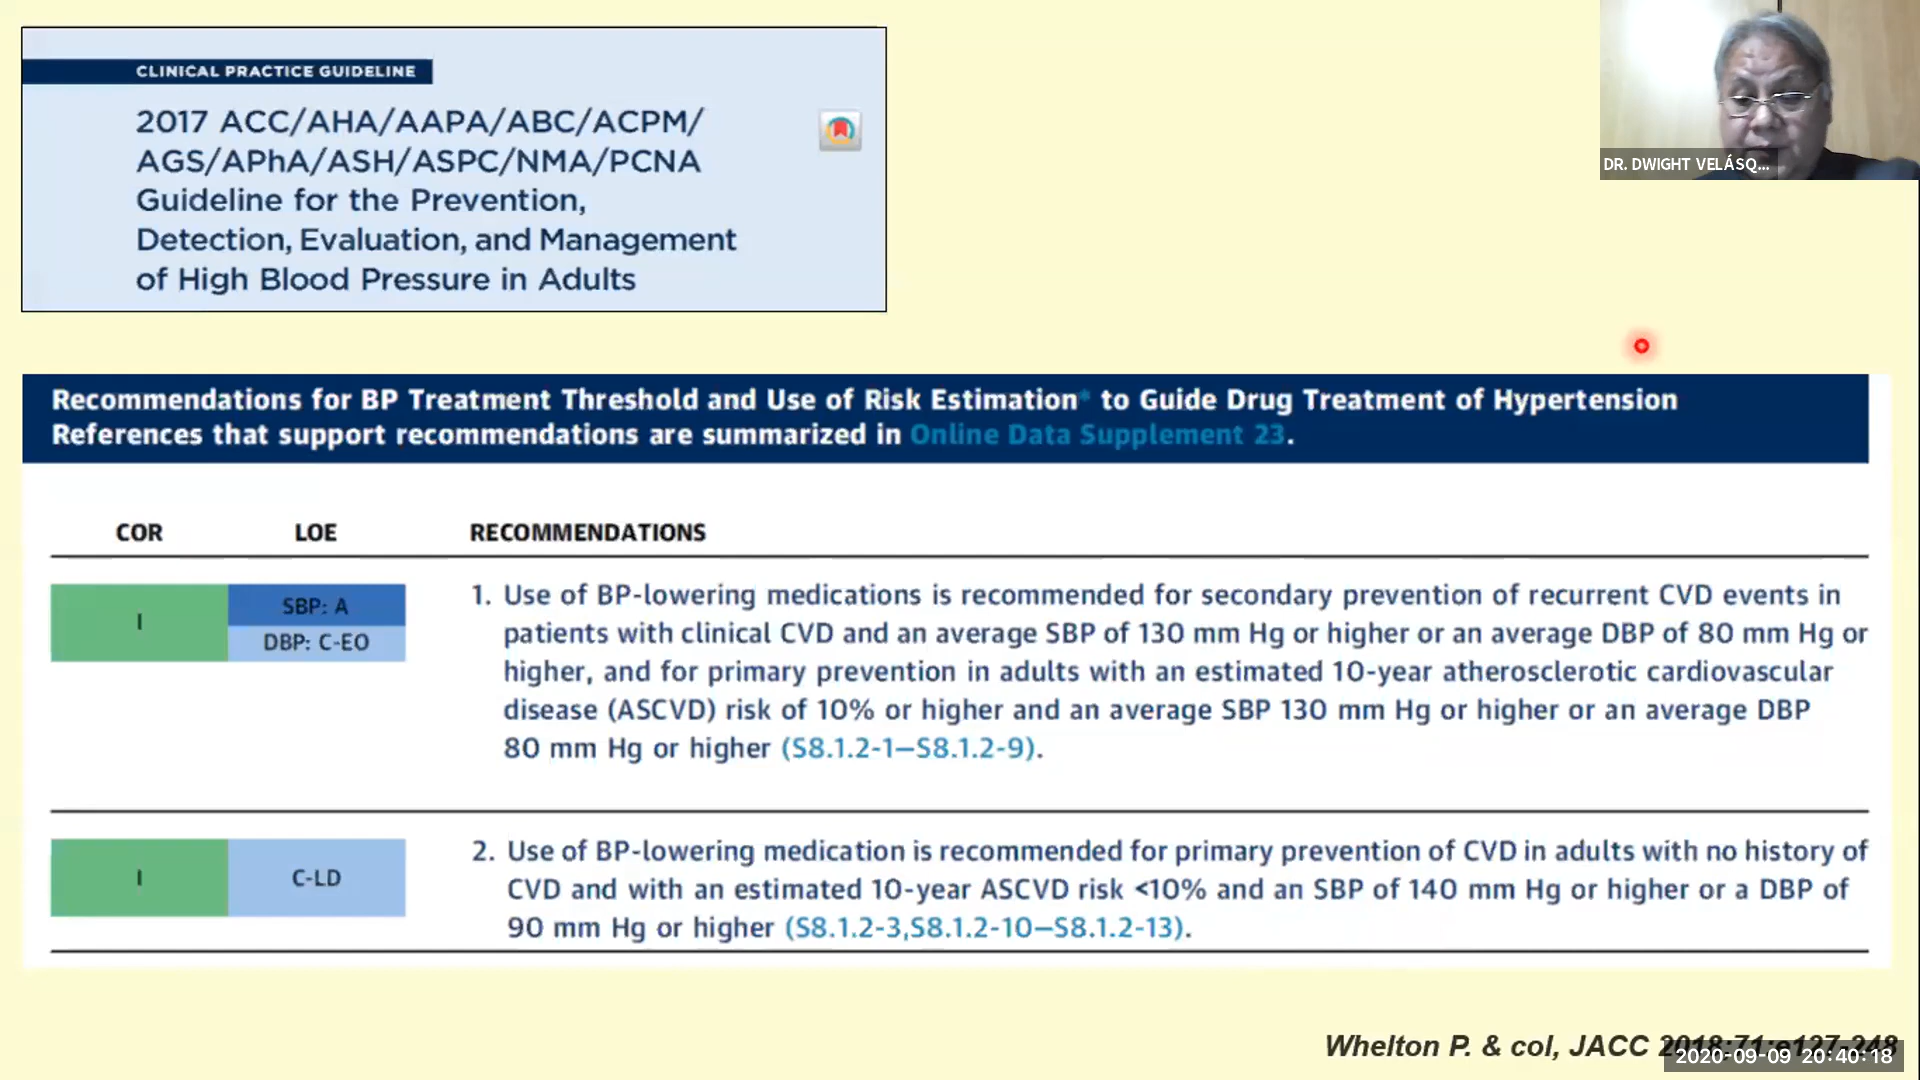 CLINICAL PRACTICE GUIDELINE
2017 ACC/AHA/AAPA/ABC/ACPM/
AGS/APhA/ASH/ASPC/NMA/PCNA
Guideline for the Prevention,
Detection, Evaluation, and Management
of High Blood Pressure in Adults
DR. DWIGHT VELÁSQ...
Recommendations for BP Treatment Threshold and Use of Risk Estimation* to Guide Drug Treatment of Hypertension
References that support recommendations are summarized in Online Data Supplement 23.
COR LOE RECOMMENDATIONS
I
SBP: A
DBP: C-EO
1. Use of BP-lowering medications is recommended for secondary prevention of recurrent CVD events in
patients with clinical CVD and an average SBP of 130 mm Hg or higher or an average DBP of 80 mm Hg or
higher, and for primary prevention in adults with an estimated 10-year atherosclerotic cardiovascular
disease (ASCVD) risk of 10% or higher and an average SBP 130 mm Hg or higher or an average DBP
80 mm Hg or higher (S8.1.2-1—S8.1.2-9).
I
C-LD
2. Use of BP-lowering medication is recommended for primary prevention of CVD in adults with no history of
CVD and with an estimated 10-year ASCVD risk <10% and an SBP of 140 mm Hg or higher or a DBP of
90 mm Hg or higher (S8.1.2-3,S8.1.2-10—S8.1.2-13).
Whelton P. & col, JACC 2018;71:e127-248
2020-09-09 20:40:18